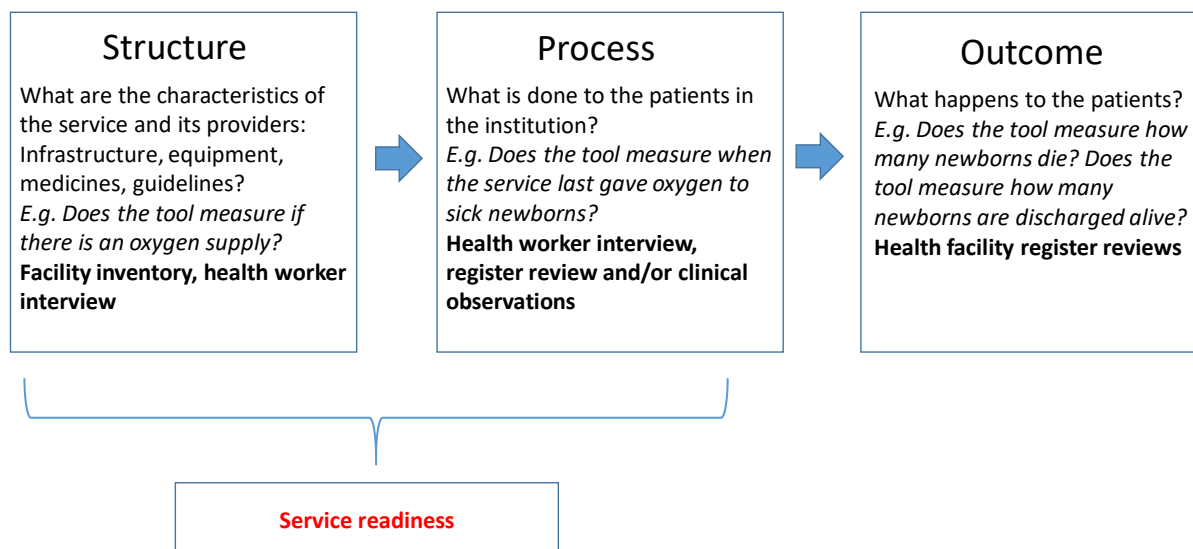 Structure
What are the characteristics of
the service and its providers:
Infrastructure, equipment,
medicines, guidelines?
E.g. Does the tool measure if
there is an oxygen supply?
Facility inventory, health worker
interview
Process
What is done to the patients in
the institution?
E.g. Does the tool measure when
the service last gave oxygen to
sick newborns?
Health worker interview,
register review and/or clinical
observations
Outcome
What happens to the patients?
E.g. Does the tool measure how
many newborns die? Does the
tool measure how many
newborns are discharged alive?
Health facility register reviews
Service readiness